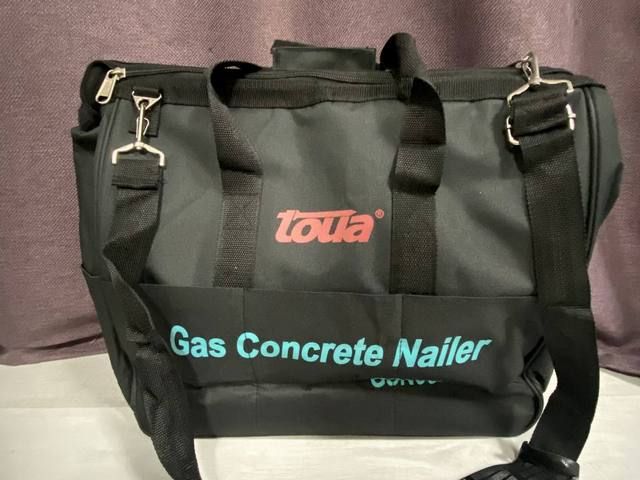 toua®
Gas Concrete Nailer